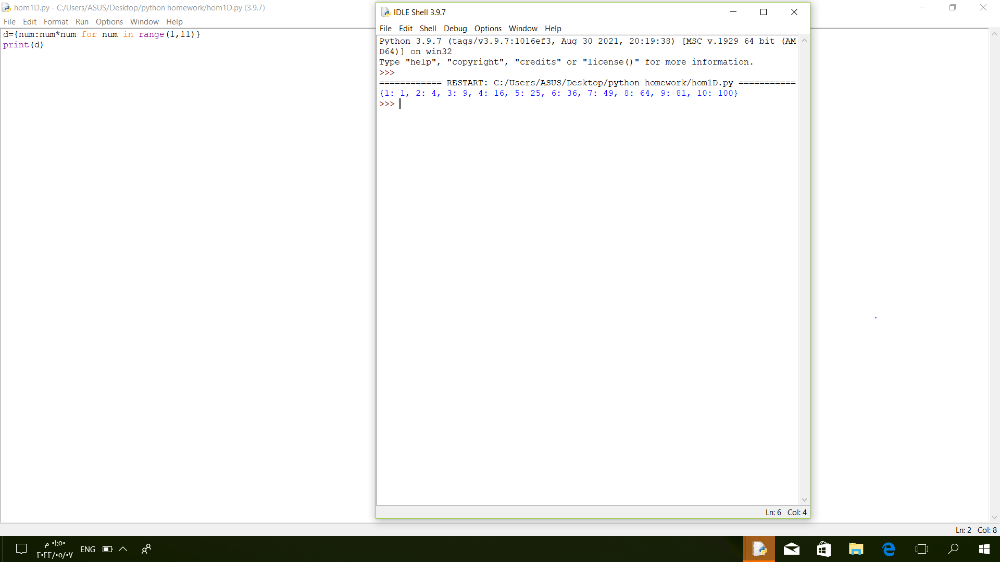 hom1D.py - C:/Users/ASUS/Desktop/python homework/hom1D.py (3.9.7)
File Edit Format Run Options Window Help
d={num:num*num for num in range(1,11)}
print(d)
IDLE Shell 3.9.7
File Edit Shell Debug Options Window Help
Python 3.9.7 (tags/v3.9.7:1016ef3, Aug 30 2021, 20:19:38) [MSC v.1929 64 bit (AM
D64)] on win32
Type "help", "copyright", "credits" or "license()" for more information.
>>>
============ RESTART: C:/Users/ASUS/Desktop/python homework/hom1D.py ===========
{1: 1, 2: 4, 3: 9, 4: 16, 5: 25, 6: 36, 7: 49, 8: 64, 9: 81, 10: 100}
>>>
Ln: 6 Col: 4
Ln: 2 Col: 8
٠١:٥٠ م
٢٠٢٢/٠٥/٠٧
ENG